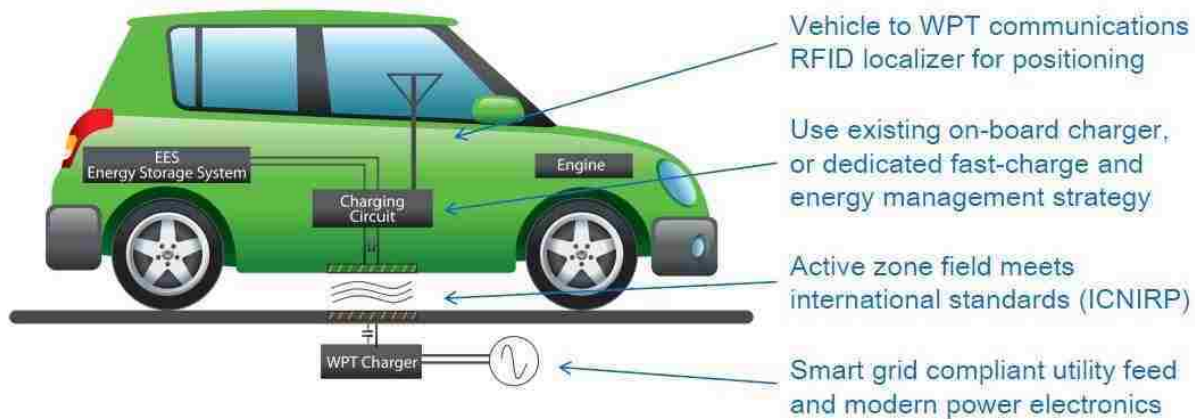 Vehicle to WPT communications
RFID localizer for positioning
Use existing on-board charger,
or dedicated fast-charge and
energy management strategy
Active zone field meets
international standards (ICNIRP)
Smart grid compliant utility feed
and modern power electronics
EES
Energy Storage System
Charging
Circuit
Engine
WPT Charger